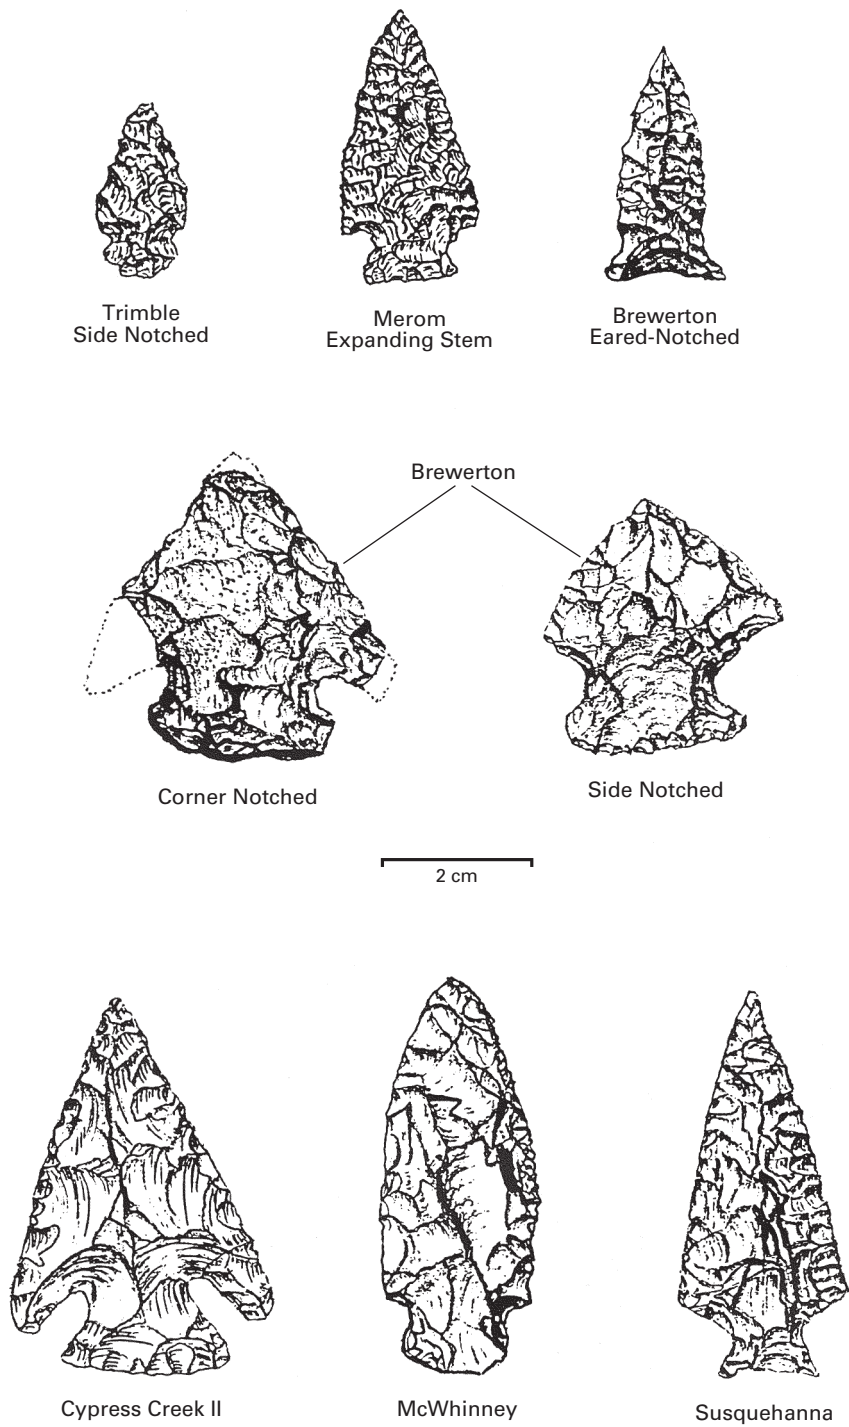 Trimble
Side Notched
Merom
Expanding Stem
Brewerton
Eared-Notched
Brewerton
Corner Notched
Side Notched
2 cm
Cypress Creek II
McWhinney
Susquehanna